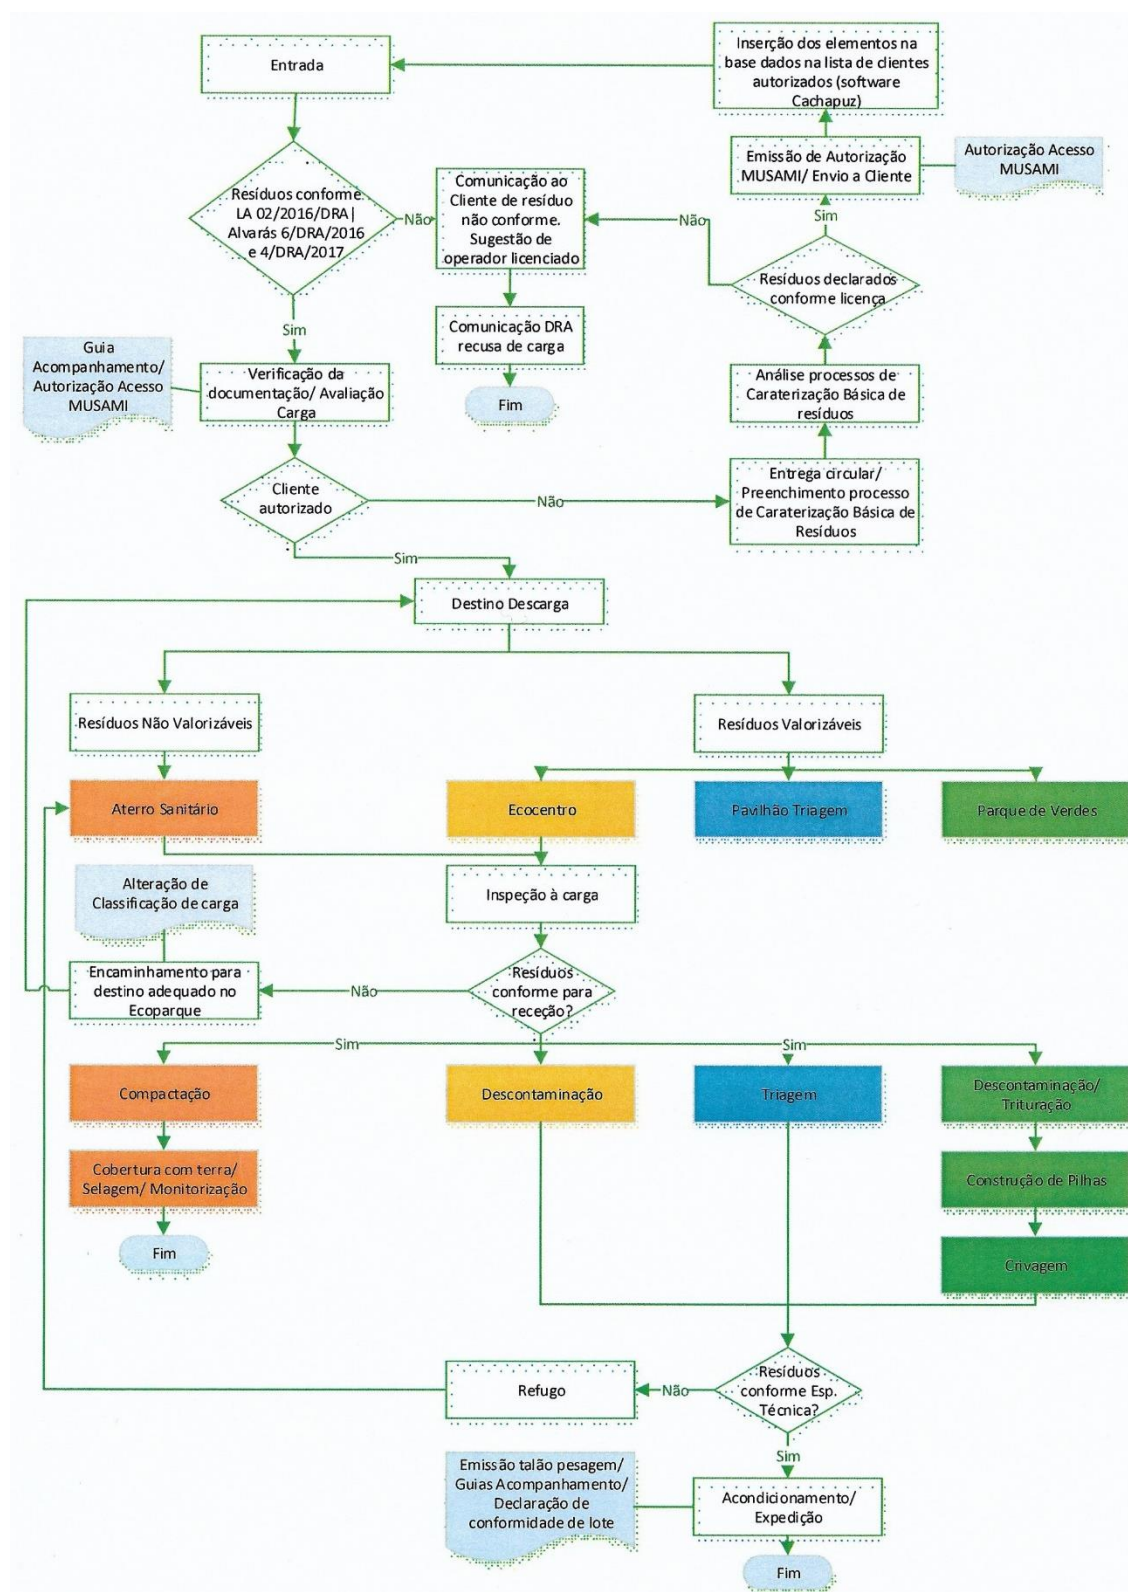 Entrada
Inserção dos elementos na
base dados na lista de clientes
autorizados (software
Cachapuz)
Emissão de Autorização
MUSAMI/ Envio a Cliente
Autorização Acesso
MUSAMI
Sim
Resíduos conforme
LA 02/2016/DRA|
Alvarás 6/DRA/2016
e 4/DRA/2017
Não
Comunicação ao
Cliente de resíduo
não conforme.
Sugestão de
operador licenciado
Não
Resíduos declarados
conforme licença
Sim
Comunicação DRA
recusa de carga
Fim
Guia
Acompanhamento/
Autorização Acesso
MUSAMI
Verificação da
documentação/ Avaliação
Carga
Análise processos de
Caraterização Básica de
resíduos
Cliente
autorizado
Não
Entrega circular/
Preenchimento processo
de Caraterização Básica de
Resíduos
Sim
Destino Descarga
Resíduos Não Valorizáveis
Resíduos Valorizáveis
Aterro Sanitário
Ecocentro
Pavilhão Triagem
Parque de Verdes
Alteração de
Classificação de carga
Inspeção à carga
Encaminhamento para
destino adequado no
Ecoparque
Não
Resíduos
conforme para
receção?
Sim
Sim
Compactação
Descontaminação
Triagem
Descontaminação/
Trituração
Cobertura com terra/
Selagem/ Monitorização
Construção de Pilhas
Fim
Crivagem
Refugo
Não
Resíduos
conforme Esp.
Técnica?
Sim
Emissão talão pesagem/
Guias Acompanhamento/
Declaração de
conformidade de lote
Acondicionamento/
Expedição
Fim